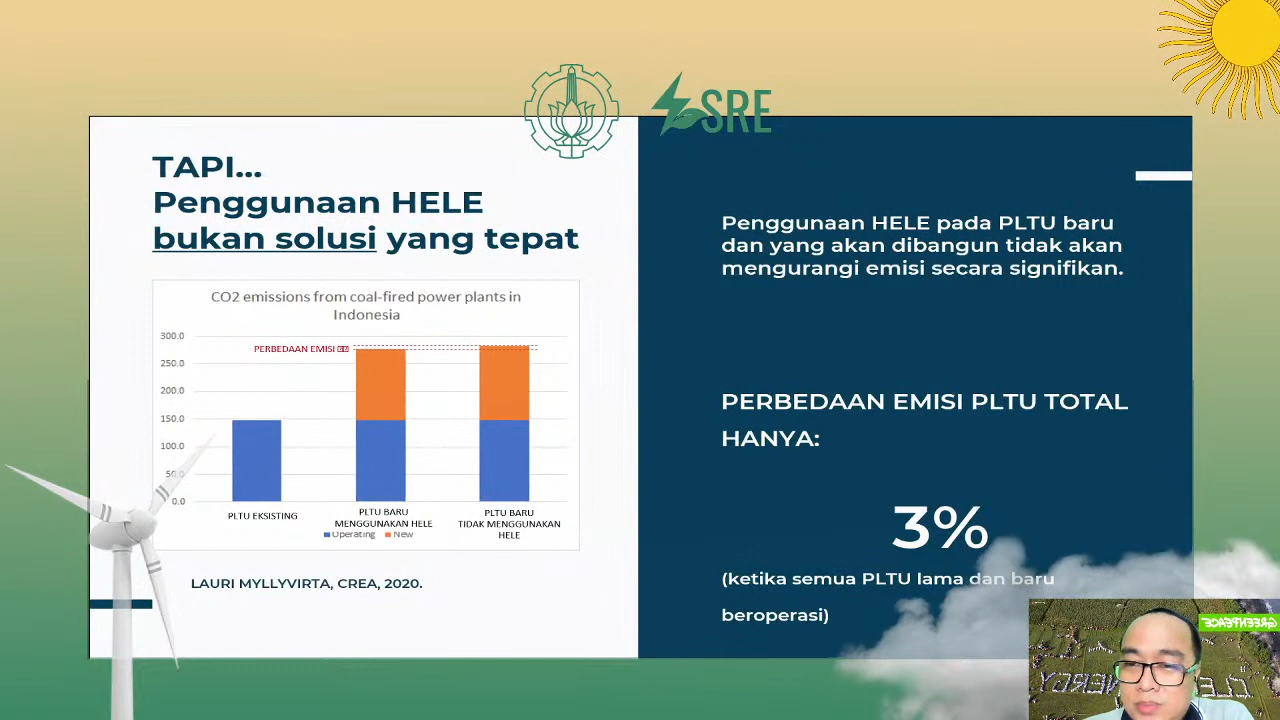 SRE
TAPI...
Penggunaan HELE
bukan solusi yang tepat
CO2 emissions from coal-fired power plants in
Indonesia
300.0
250.0
200.0
150.0
100.0
50.0
0.0
PERBEDAAN EMISI
PLTU EKSISTING
PLTU BARU
MENGGUNAKAN HELE
PLTU BARU
TIDAK MENGGUNAKAN
HELE
Operating New
LAURI MYLLYVIRTA, CREA, 2020.
Penggunaan HELE pada PLTU baru
dan yang akan dibangun tidak akan
mengurangi emisi secara signifikan.
PERBEDAAN EMISI PLTU TOTAL
HANYA:
3%
(ketika semua PLTU lama dan baru
beroperasi)
GREENPEACE